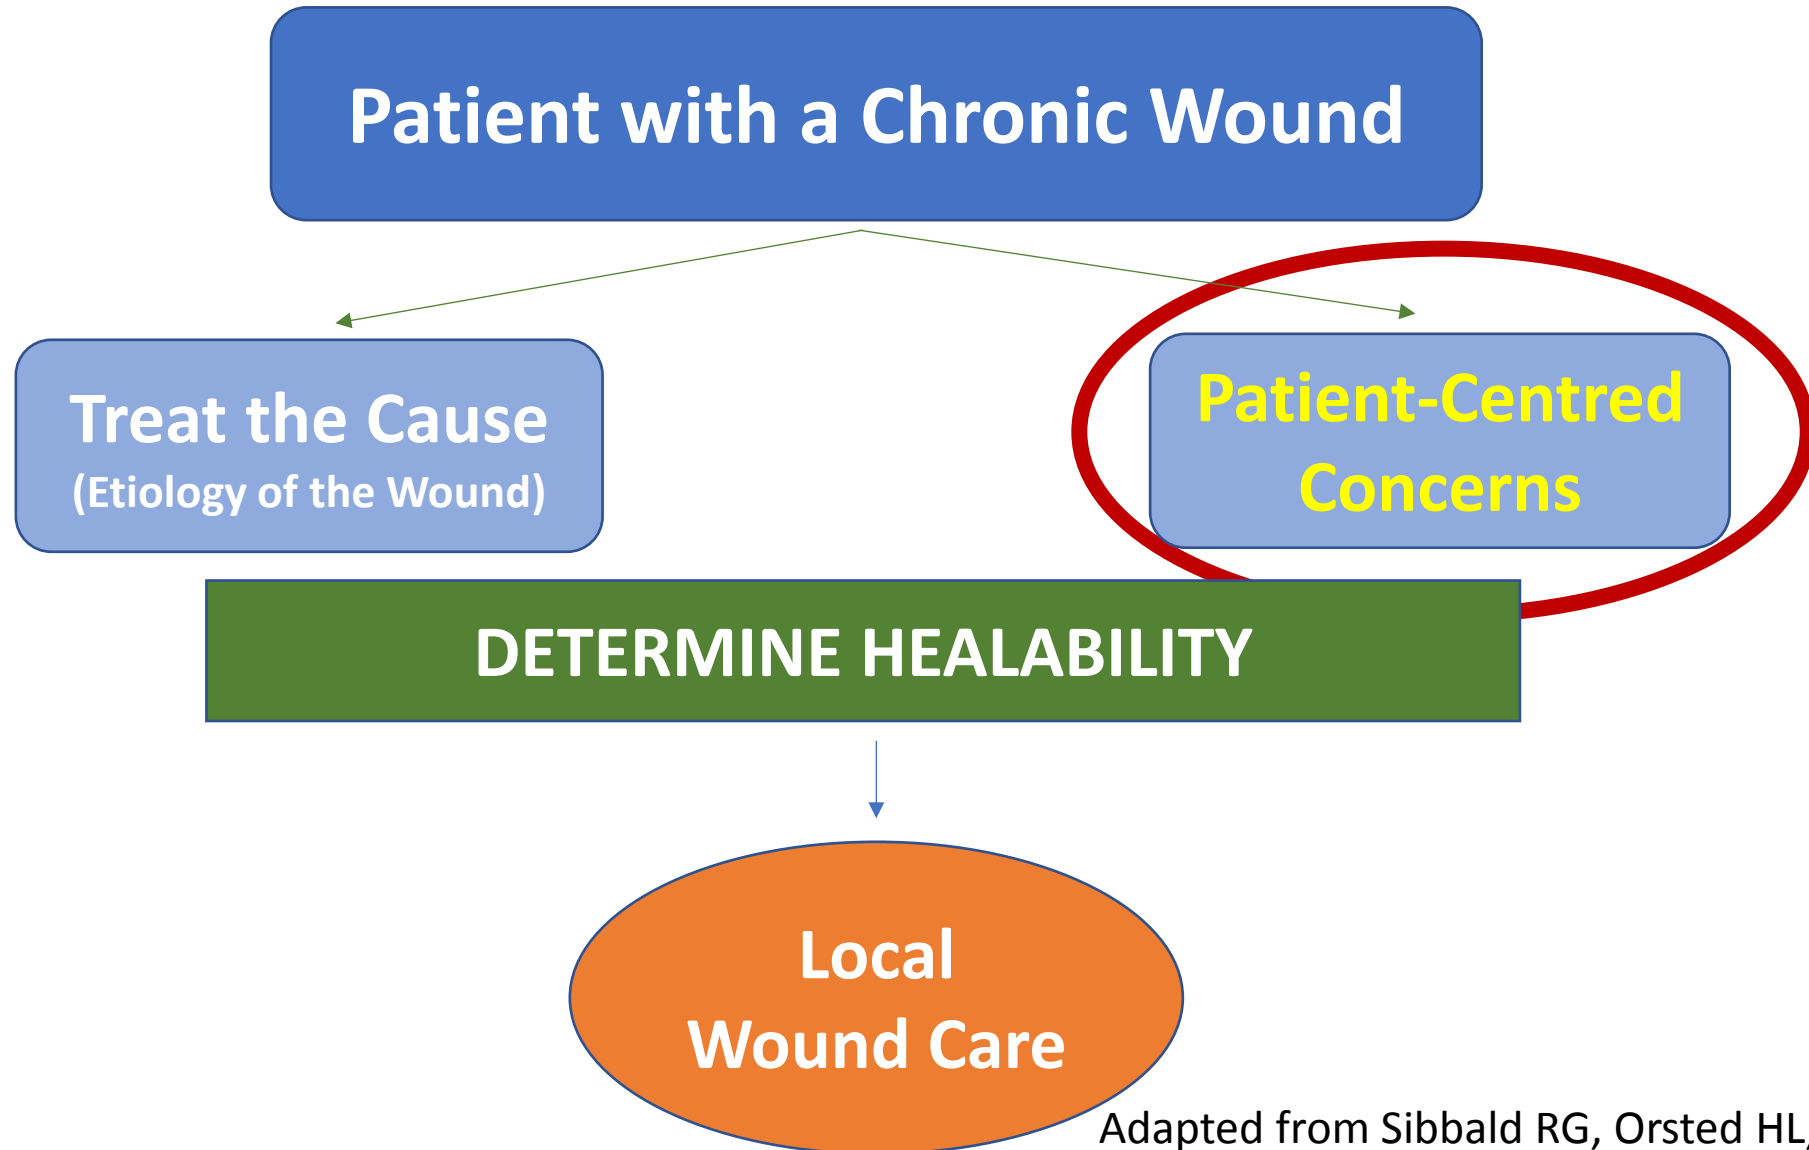 Patient with a Chronic Wound
Treat the Cause
(Etiology of the Wound)
Patient-Centred
Concerns
DETERMINE HEALABILITY
Local
Wound Care
Adapted from Sibbald RG, Orsted HL,